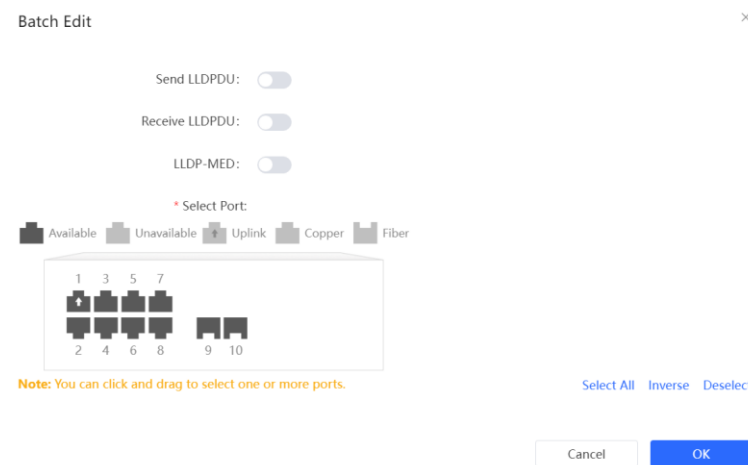 Batch Edit
Send LLDPDU:
Receive LLDPDU:
LLDP-MED:
* Select Port:
Available Unavailable Uplink Copper Fiber
1 3 5 7
2 4 6 8 9 10
Note: You can click and drag to select one or more ports. Select All Inverse Deselec
Cancel OK